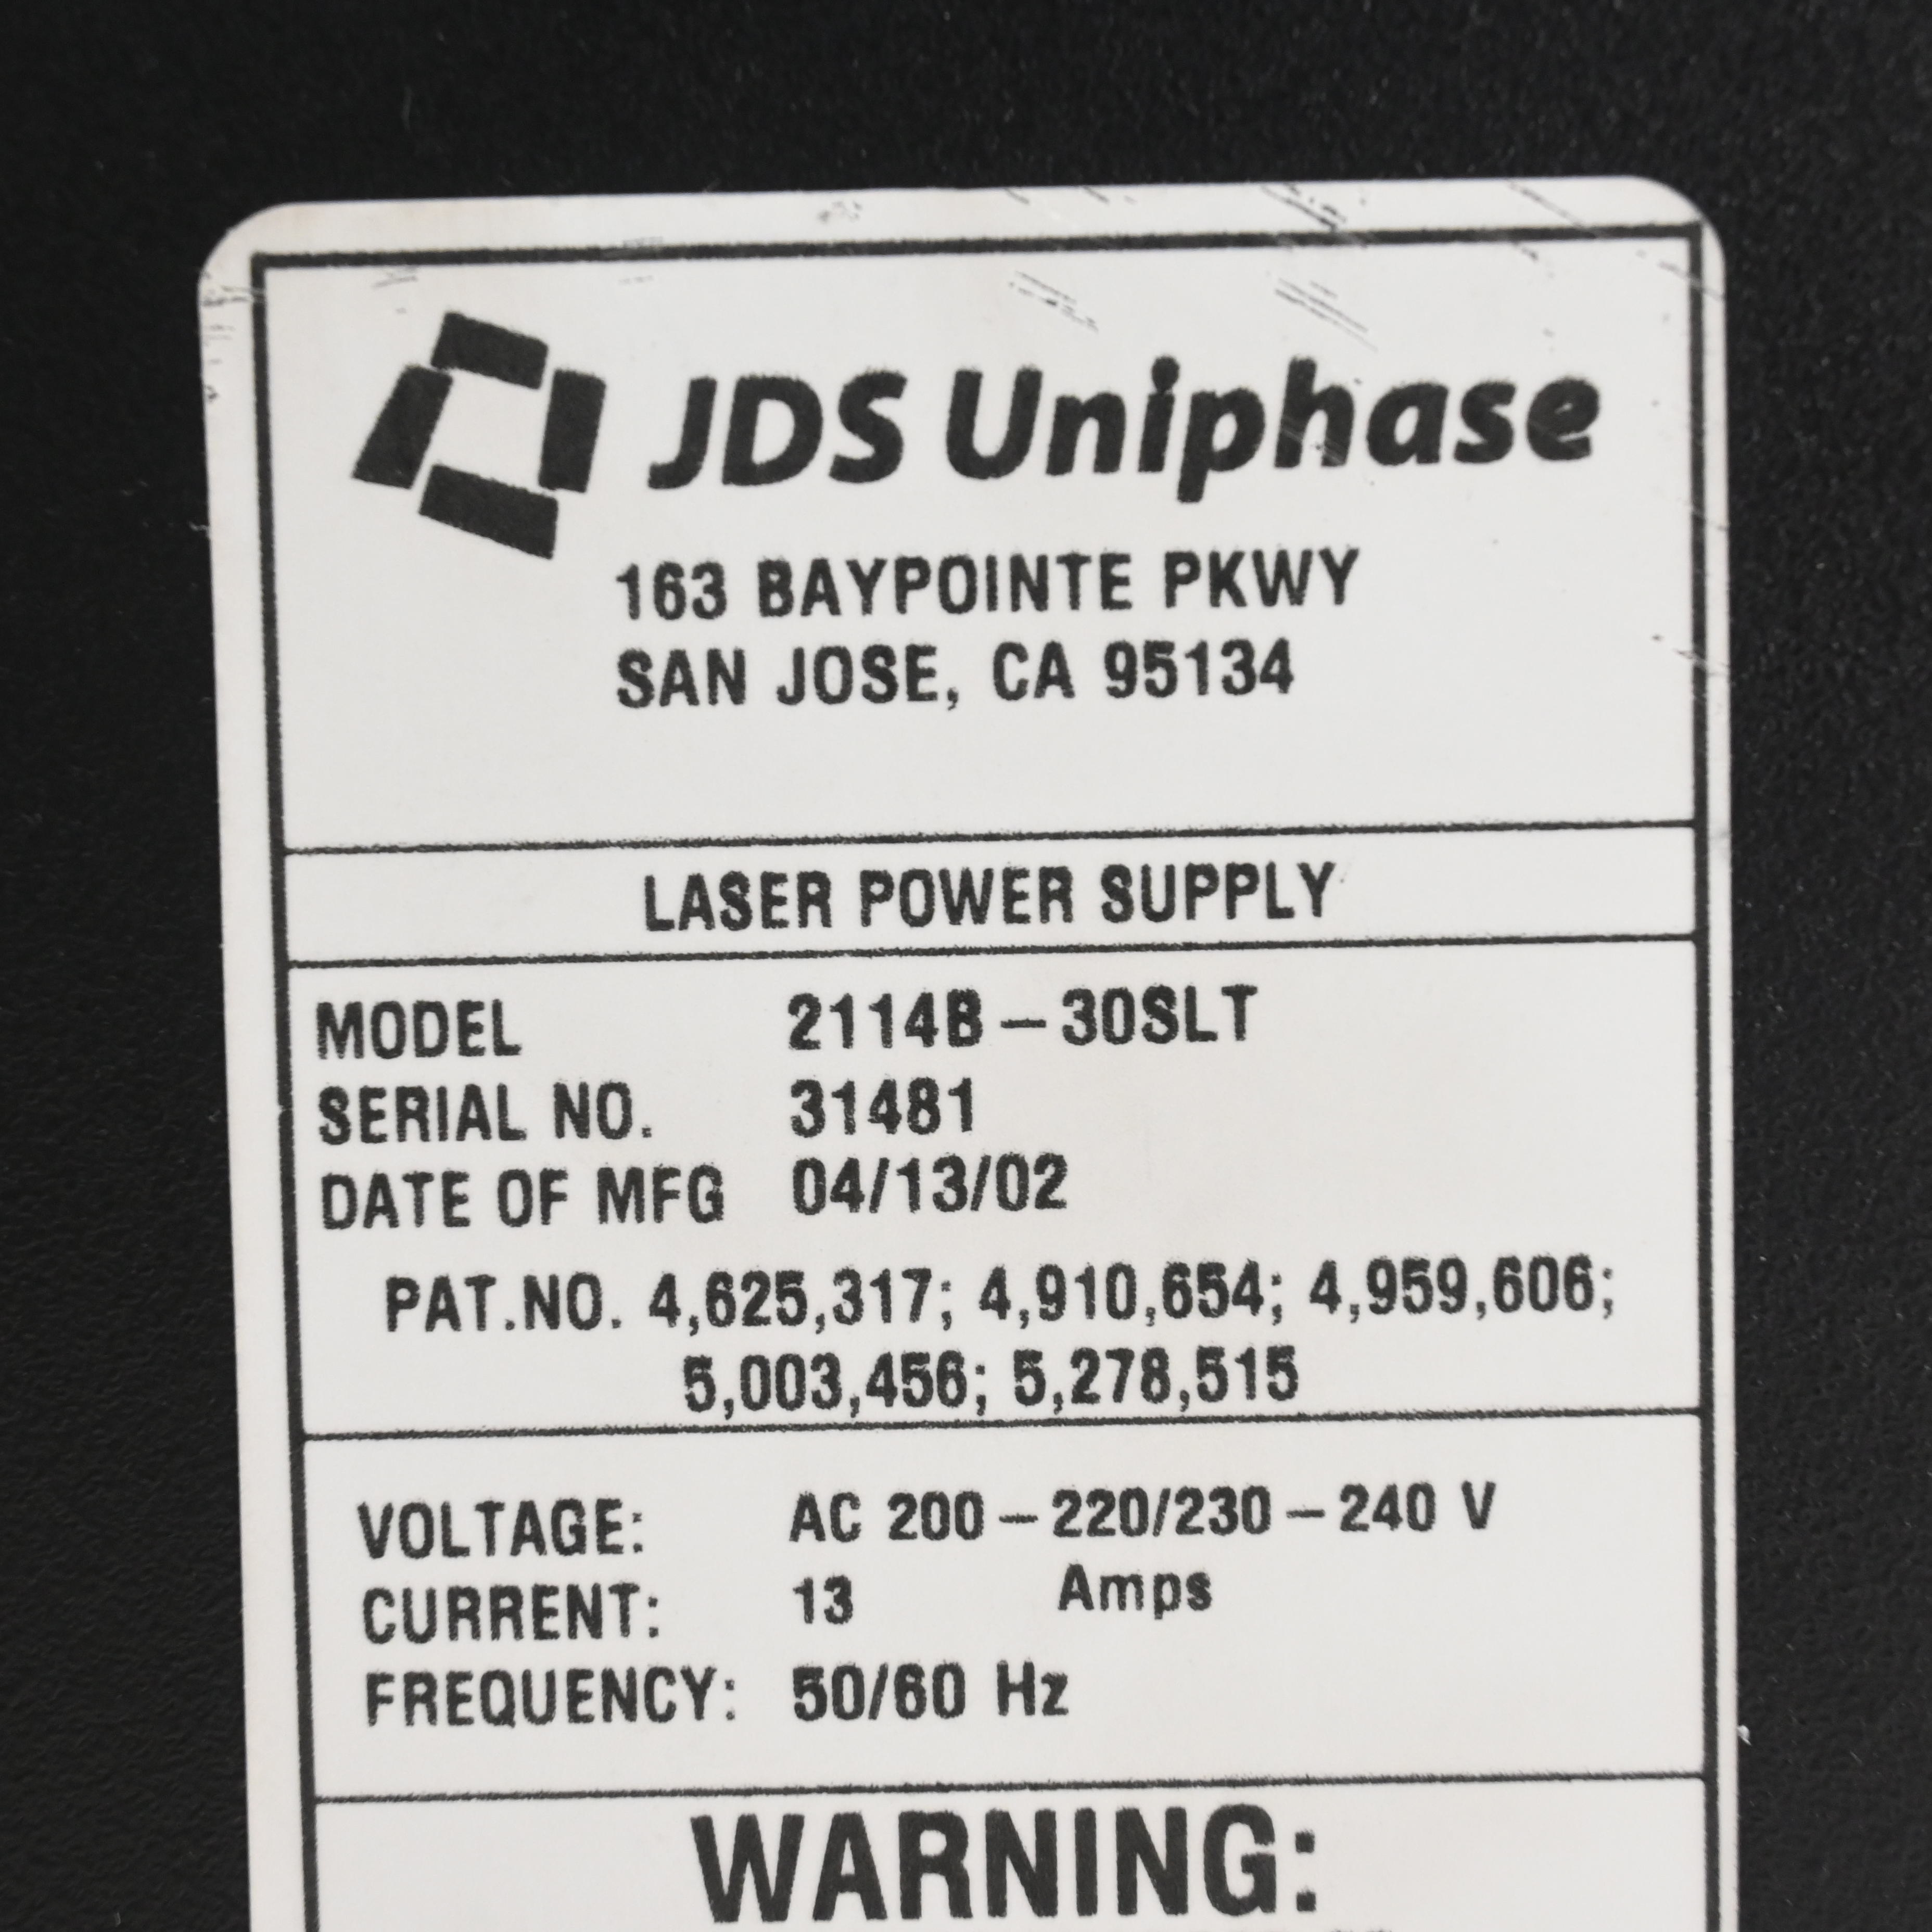 JDS Uniphase
163 BAYPOINTE PKWY
SAN JOSE, CA 95134
LASER POWER SUPPLY
MODEL 2114B-30SLT
SERIAL NO. 31481
DATE OF MFG 04/13/02
PAT.NO. 4,625,317; 4,910,654; 4,959,606;
5,003,456; 5,278,515
VOLTAGE: AC 200-220/230-240 V
CURRENT: 13 Amps
FREQUENCY: 50/60 Hz
WARNING: